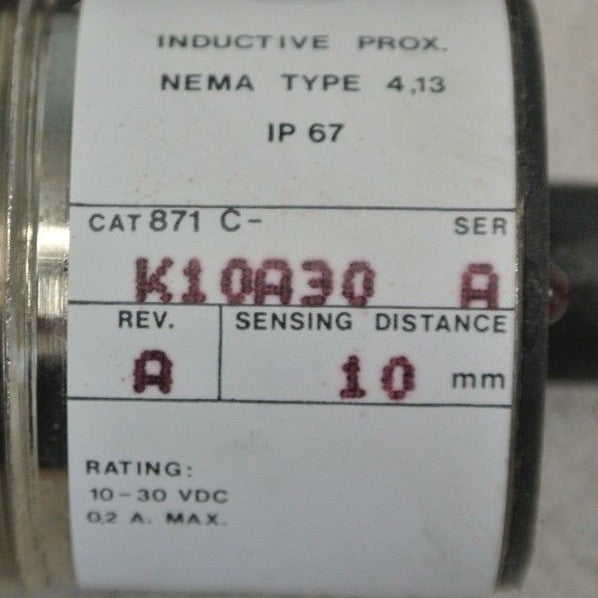 INDUCTIVE PROX.
NEMA TYPE 4,13
IP 67
CAT 871 C- SER
K10A30 A
REV. SENSING DISTANCE
A 10 mm
RATING:
10-30 VDC
0.2 A. MAX.